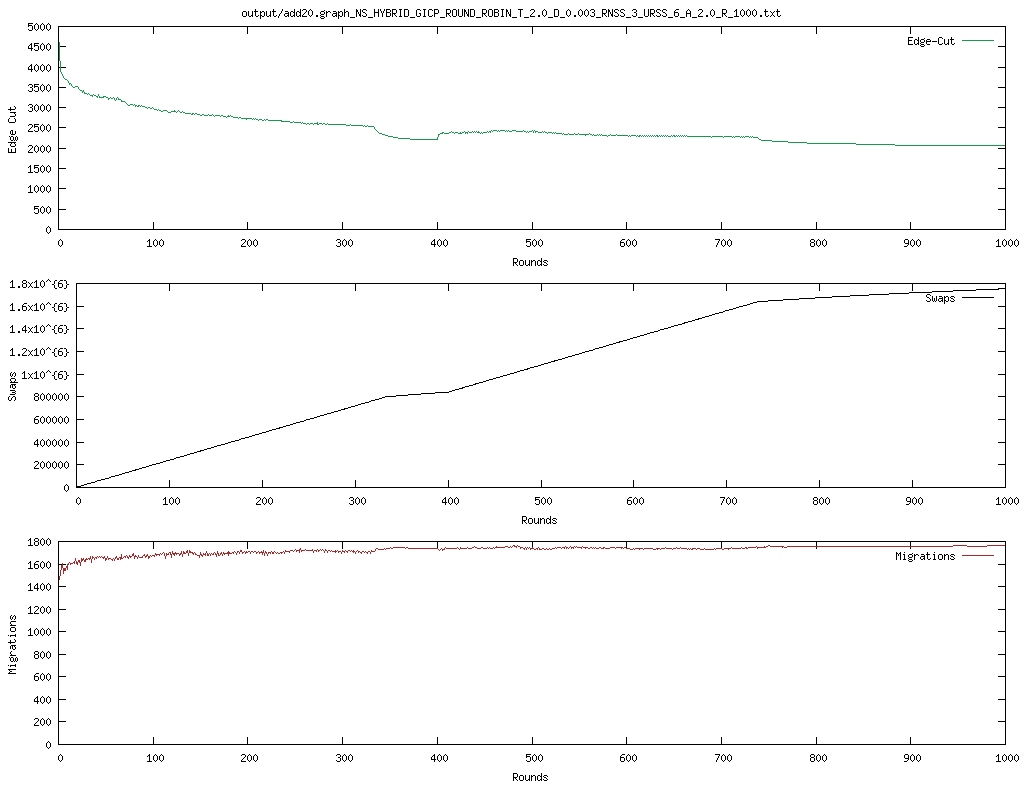 output/add20.graph_NS_HYBRID_GICP_ROUND_ROBIN_T_2.0_D_0.003_RNSS_3_URSS_6_A_2.0_R_1000.txt
5000
Edge-Cut
4500
4000
3500
3000
2500
2000
1500
1000
500
0
Edge Cut
0 100 200 300 400 500 600 700 800 900 1000
Rounds
1.8x10^{6}
Swaps
1.6x10^{6}
1.4x10^{6}
1.2x10^{6}
1x10^{6}
800000
600000
400000
200000
0
Swaps
0 100 200 300 400 500 600 700 800 900 1000
Rounds
1800
Migrations
1600
1400
1200
1000
800
600
400
200
0
Migrations
0 100 200 300 400 500 600 700 800 900 1000
Rounds